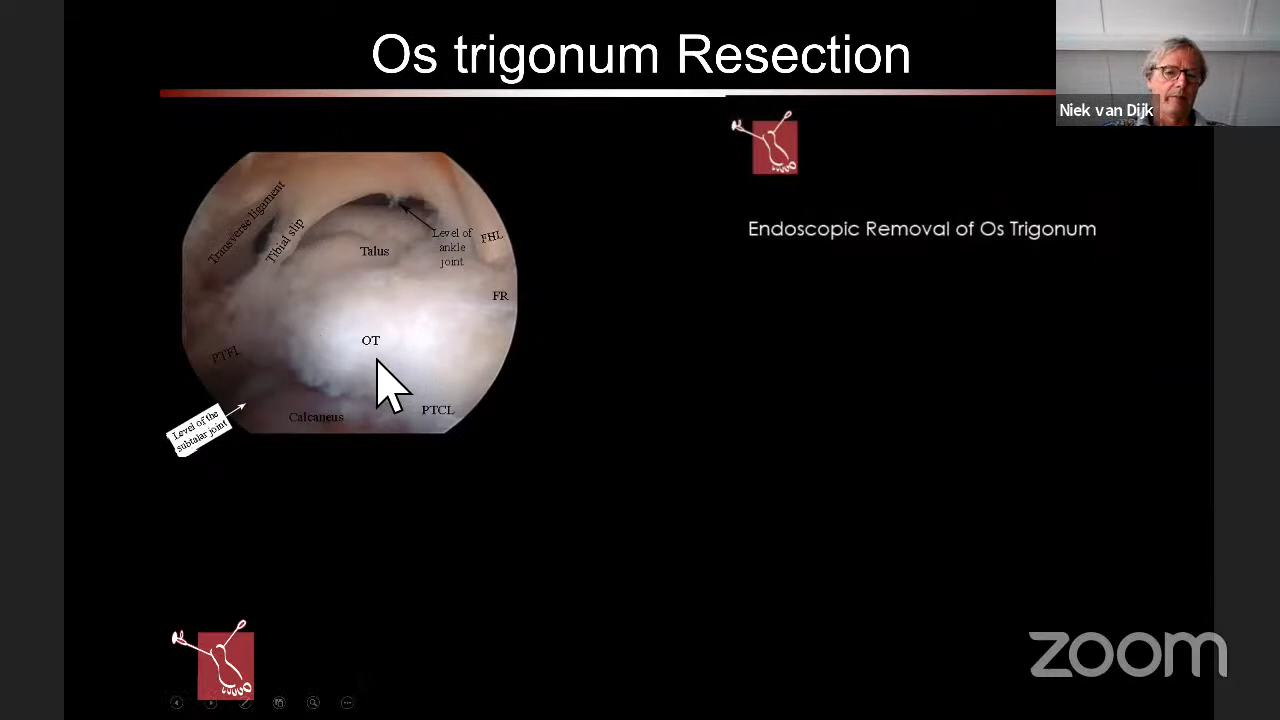 Os trigonum Resection
Niek van Dijk
Endoscopic Removal of Os Trigonum
Transverse ligament
Tibial slip
Talus
Level of
ankle
joint
FHL
FR
OT
PTFL
PTCL
Calcaneus
Level of the
subtalar joint
zoom